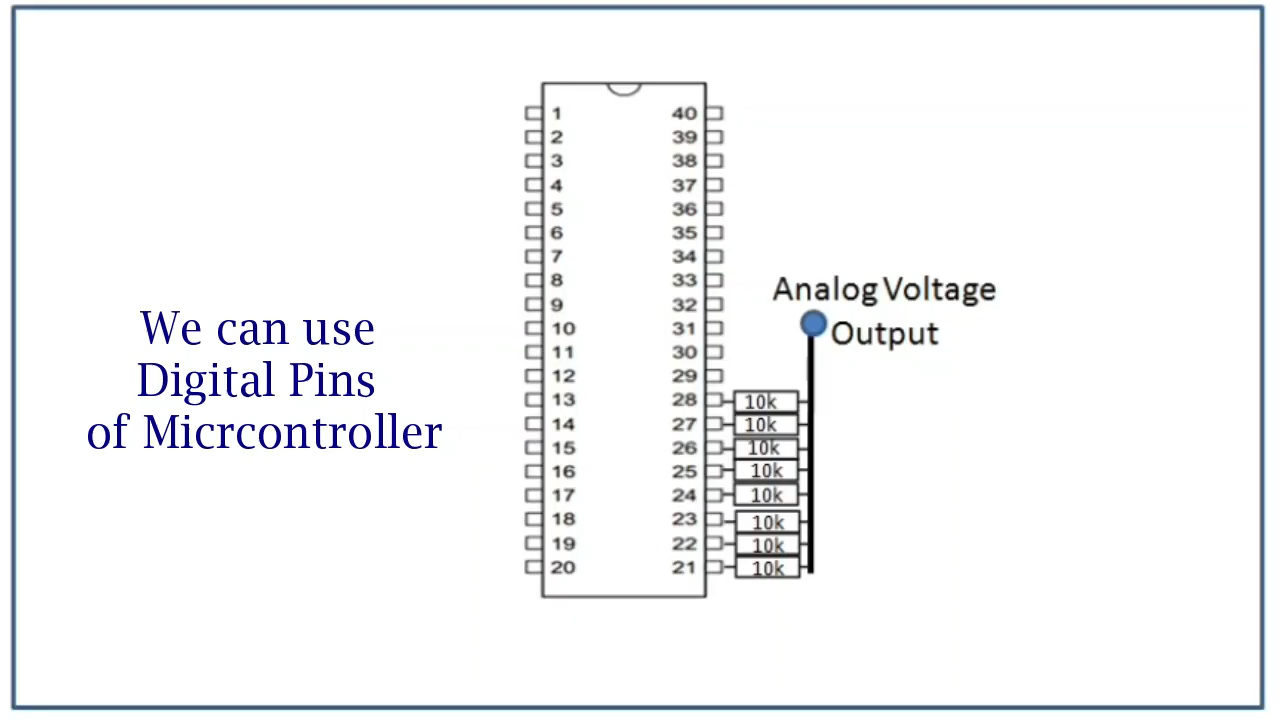 We can use
Digital Pins
of Micrcontroller
1 40
2 39
3 38
4 37
5 36
6 35
7 34
8 33
9 32
10 31
11 30
12 29
13 28 10k
14 27 10k
15 26 10k
16 25 10k
17 24 10k
18 23 10k
19 22 10k
20 21 10k
Analog Voltage
Output